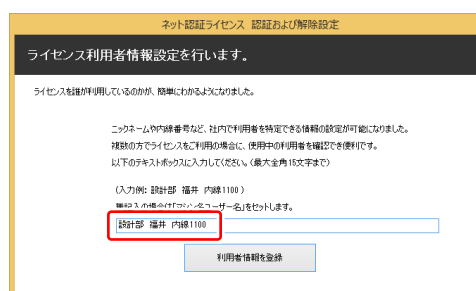 ネット認証ライセンス 認証および解除設定
ライセンス利用者情報設定を行います。
ライセンスを誰が利用しているのかが、簡単にわかるようになりました。
ニックネームや内線番号など、社内で利用者を特定できる情報の設定が可能になりました。
複数の方でライセンスをご利用の場合に、使用中の利用者を確認でき便利です。
以下のテキストボックスに入力してください。(最大全角15文字まで)
(入力例: 設計部 福井 内線1100 )
無記入の場合は「マシン名ユーザー名」をセットします。
設計部 福井 内線1100
利用者情報を登録